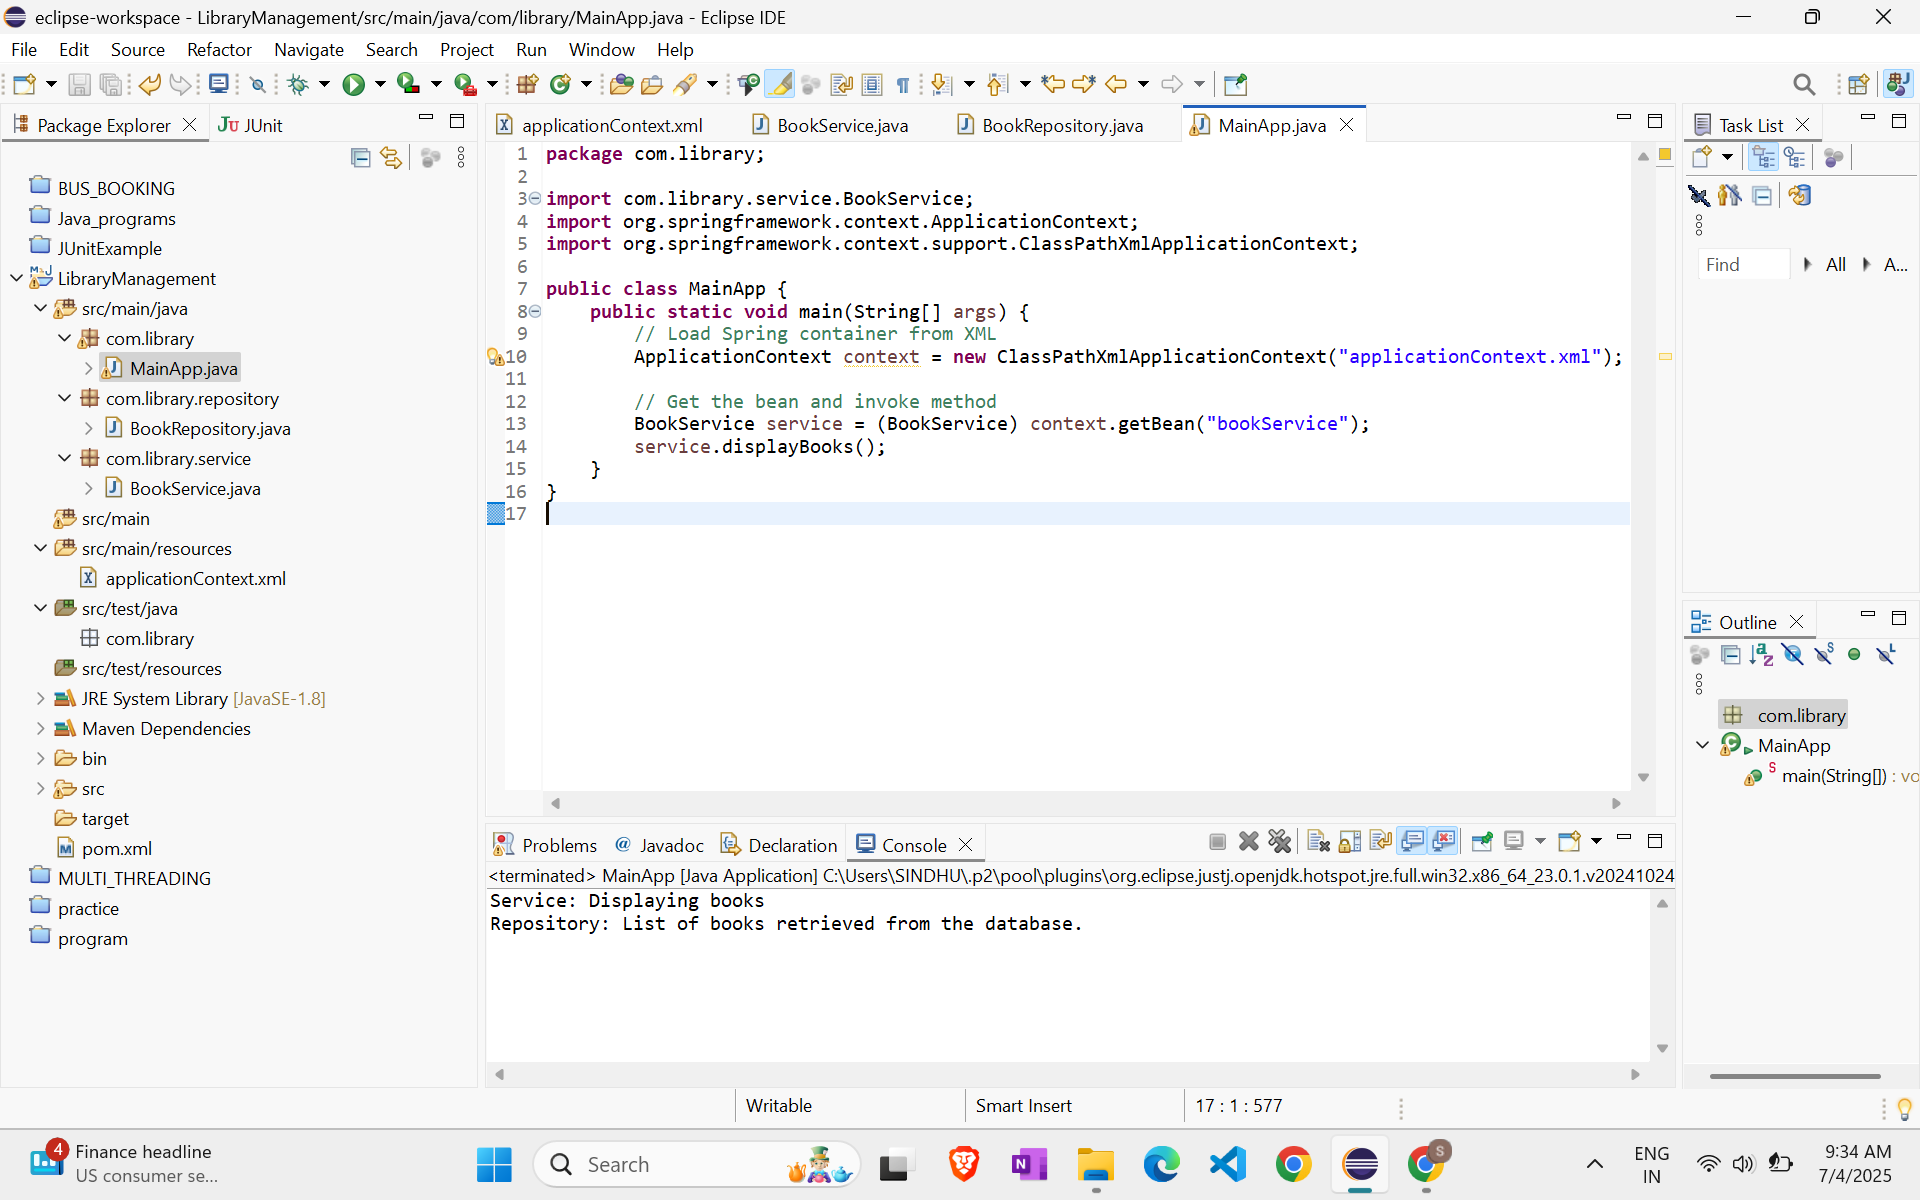 eclipse-workspace - LibraryManagement/src/main/java/com/library/MainApp.java - Eclipse IDE
File Edit Source Refactor Navigate Search Project Run Window Help
Package Explorer
JUnit
BUS_BOOKING
Java_programs
JUnitExample
LibraryManagement
src/main/java
com.library
MainApp.java
com.library.repository
BookRepository.java
com.library.service
BookService.java
src/main
src/main/resources
applicationContext.xml
src/test/java
com.library
src/test/resources
JRE System Library [JavaSE-1.8]
Maven Dependencies
bin
src
target
pom.xml
MULTI_THREADING
practice
program
applicationContext.xml BookService.java BookRepository.java MainApp.java
1 package com.library;
2
3 import com.library.service.BookService;
4 import org.springframework.context.ApplicationContext;
5 import org.springframework.context.support.ClassPathXmlApplicationContext;
6
7 public class MainApp {
8 public static void main(String[] args) {
9 // Load Spring container from XML
10 ApplicationContext context = new ClassPathXmlApplicationContext("applicationContext.xml");
11
12 // Get the bean and invoke method
13 BookService service = (BookService) context.getBean("bookService");
14 service.displayBooks();
15 }
16 }
17
Task List
Find All A...
Outline
com.library
MainApp
main(String[]) : vo
Problems Javadoc Declaration Console
<terminated> MainApp [Java Application] C:\Users\SINDHU\.p2\pool\plugins\org.eclipse.justj.openjdk.hotspot.jre.full.win32.x86_64_23.0.1.v20241024
Service: Displaying books
Repository: List of books retrieved from the database.
Writable Smart Insert 17 : 1 : 577
4
Finance headline
US consumer se...
Search
S
ENG
IN
9:34 AM
7/4/2025